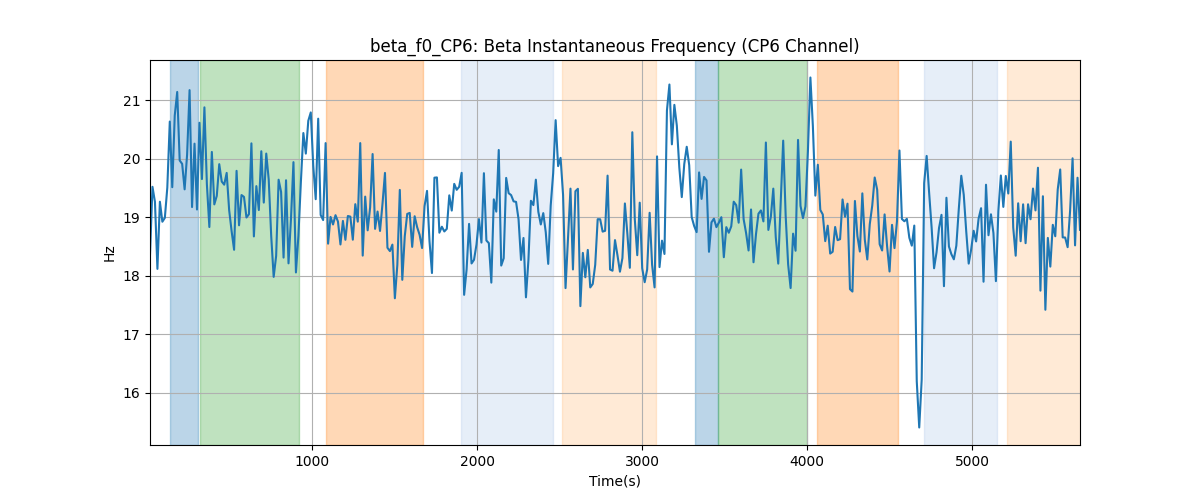 beta_f0_CP6: Beta Instantaneous Frequency (CP6 Channel)
21
20
19
18
17
16
Hz
1000 2000 3000 4000 5000
Time(s)